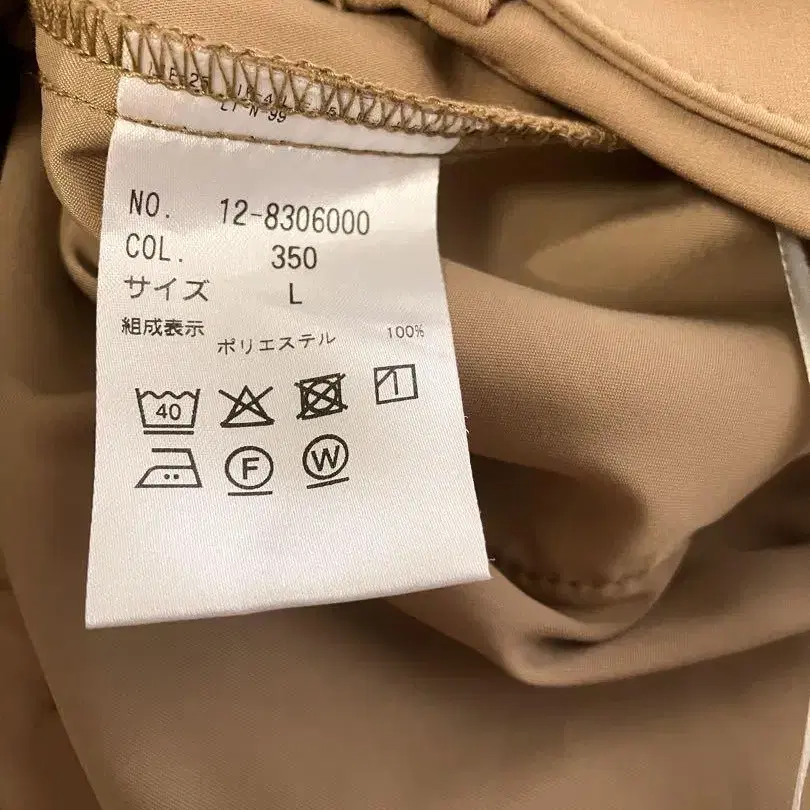 NO. 12-8306000
COL. 350
サイズ L
組成表示 ポリエステル 100%
40
F W